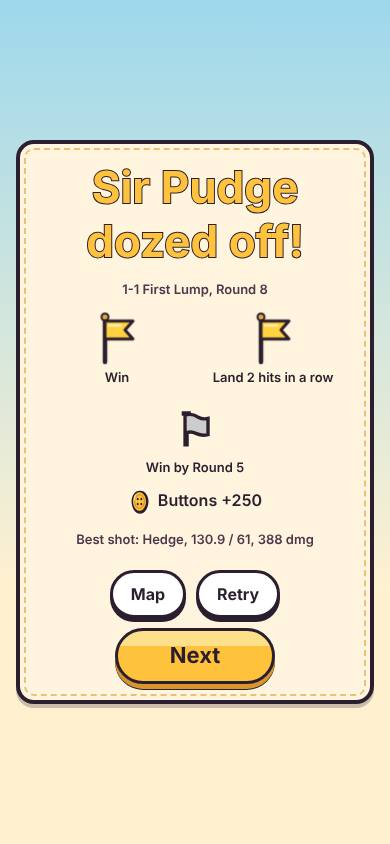 Sir Pudge
dozed off!
1-1 First Lump, Round 8
Win
Land 2 hits in a row
Win by Round 5
Buttons +250
Best shot: Hedge, 130.9 / 61, 388 dmg
Map
Retry
Next